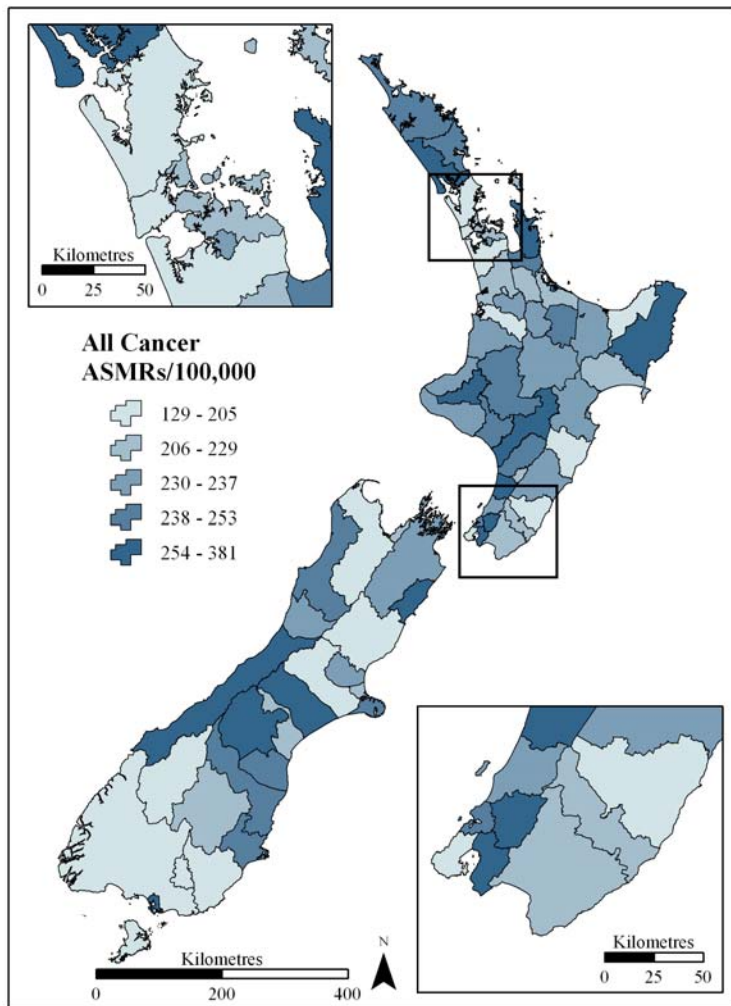 Kilometres
0 25 50
All Cancer
ASMRs/100,000
129 - 205
206 - 229
230 - 237
238 - 253
254 - 381
Kilometres
0 200 400
N
Kilometres
0 25 50